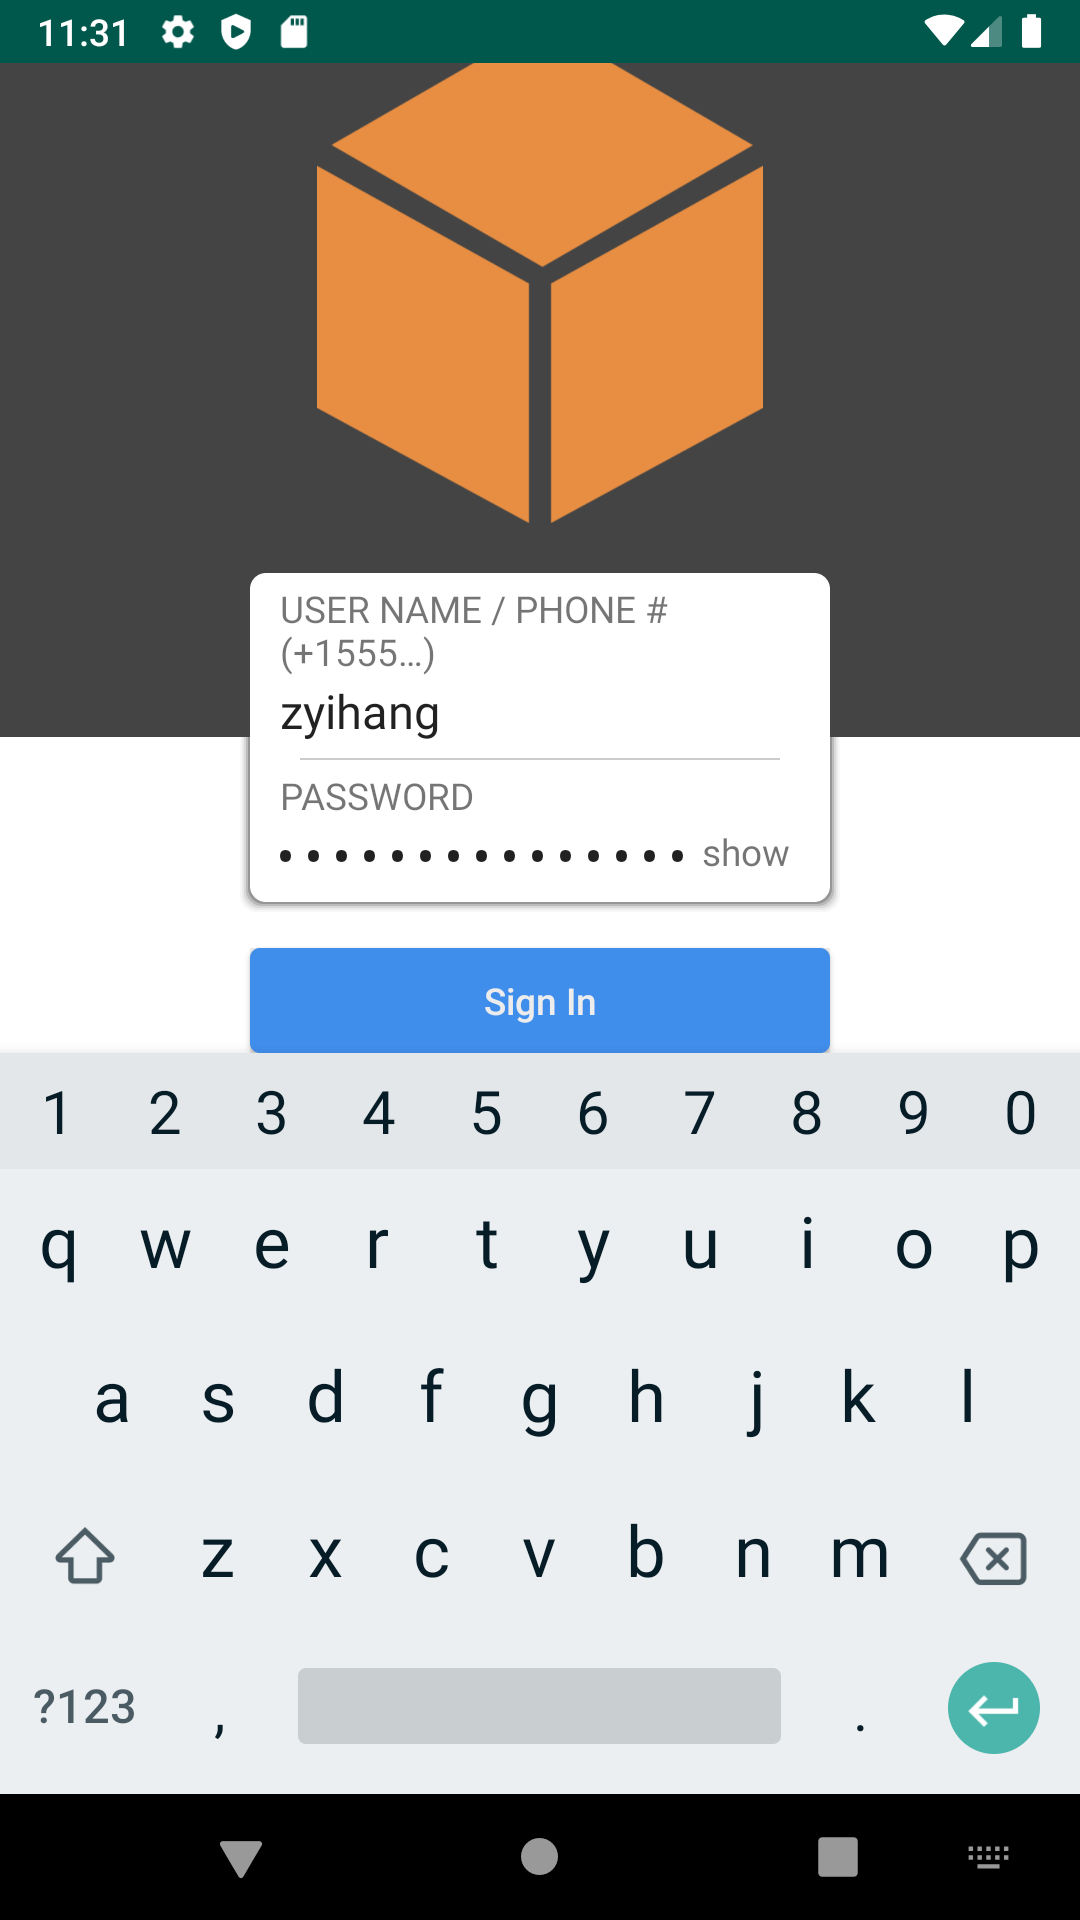 11:31
USER NAME / PHONE #
(+1555...)
zyihang
PASSWORD
••••••••••••••• show
Sign In
1 2 3 4 5 6 7 8 9 0
q w e r t y u i o p
a s d f g h j k l
z x c v b n m
?123 , .